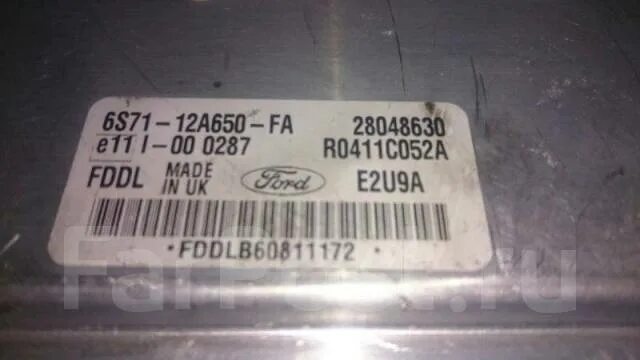 6S71-12A650-FA 28048630
e11 I-00 0287 R0411C052A
FDDL MADE IN UK Ford E2U9A
*FDDLB60811172*
FarPost.ru